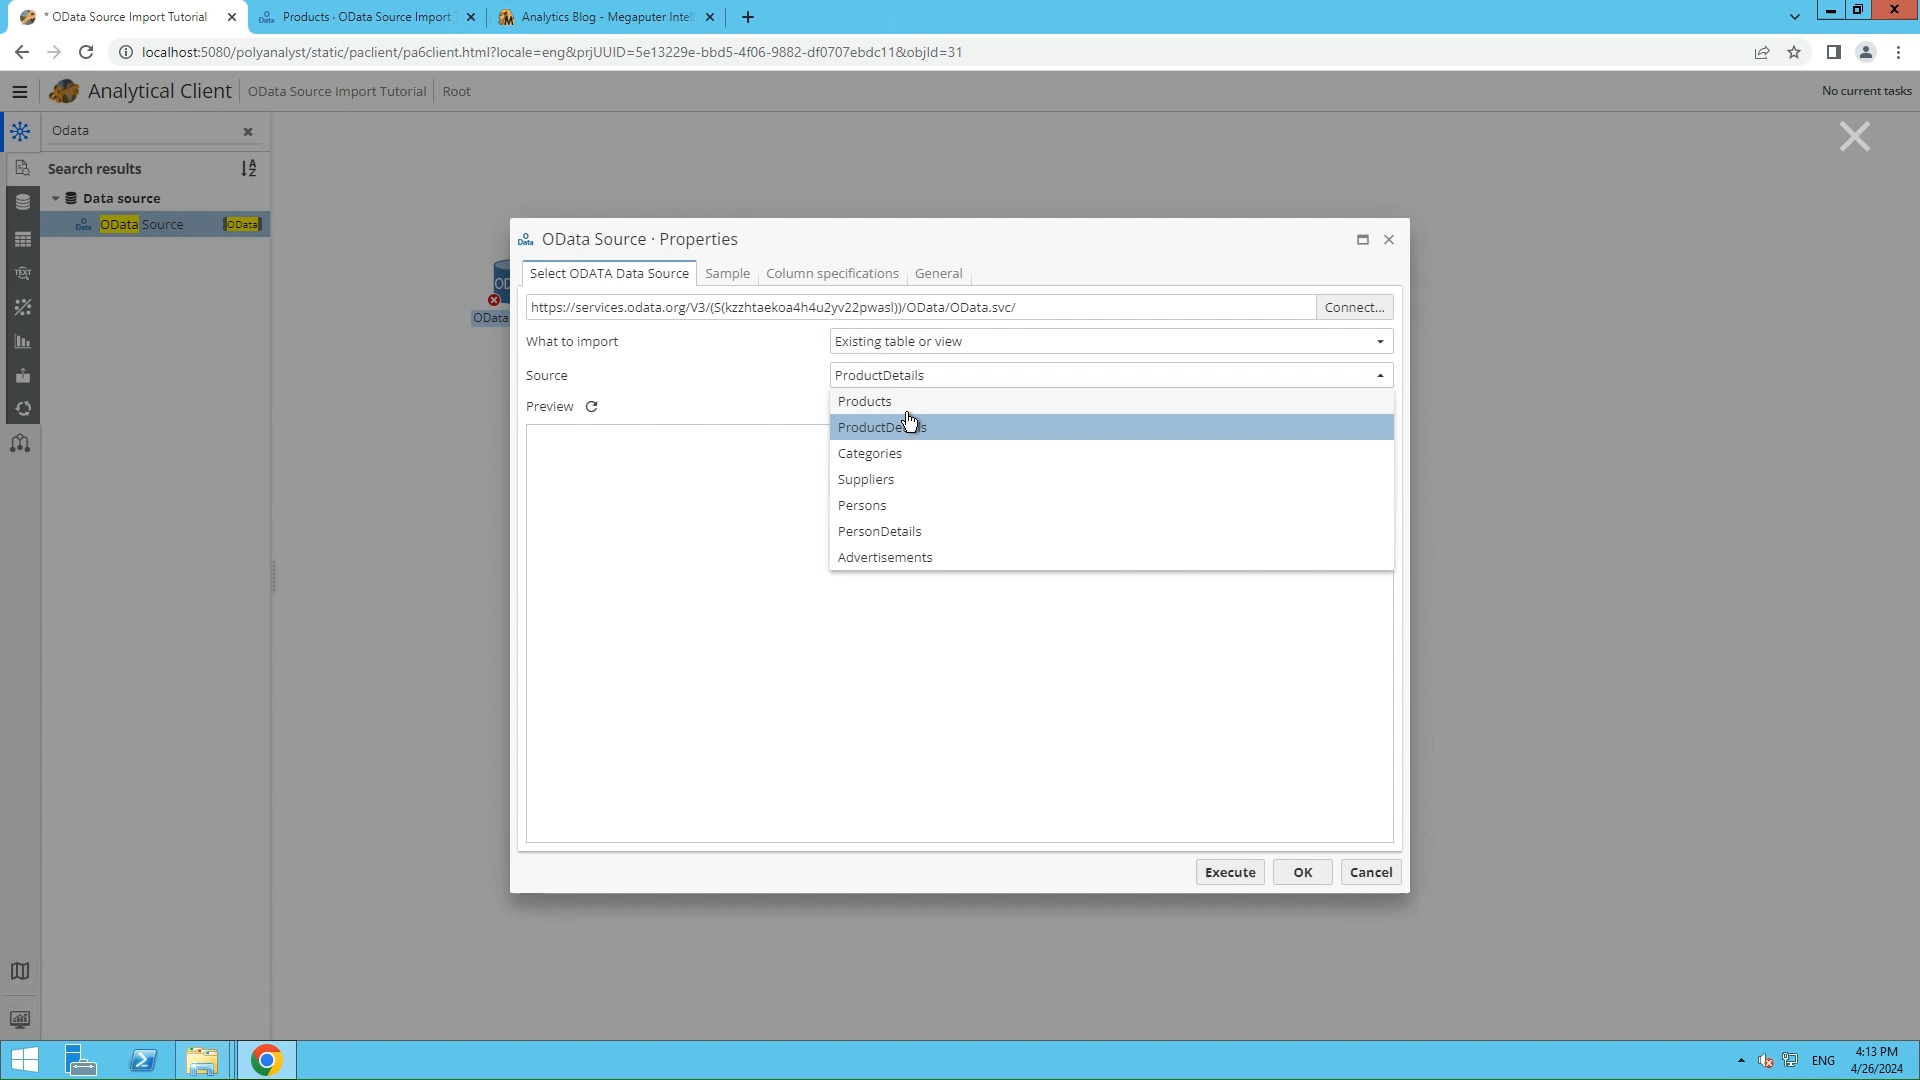 * OData Source Import Tutorial
Products · OData Source Import
Analytics Blog - Megaputer Intel
localhost:5080/polyanalyst/static/paclient/pa6client.html?locale=eng&prjUUID=5e13229e-bbd5-4f06-9882-df0707ebdc11&objId=31
Analytical Client OData Source Import Tutorial Root
No current tasks
Odata
Search results
Data source
OData Source OData
OData Source · Properties
Select ODATA Data Source Sample Column specifications General
https://services.odata.org/V3/(S(kzzhtaekoa4h4u2yv22pwasl))/OData/OData.svc/ Connect...
What to import Existing table or view
Source ProductDetails
Preview
Products
ProductDetails
Categories
Suppliers
Persons
PersonDetails
Advertisements
OData
Execute OK Cancel
ENG
4:13 PM
4/26/2024